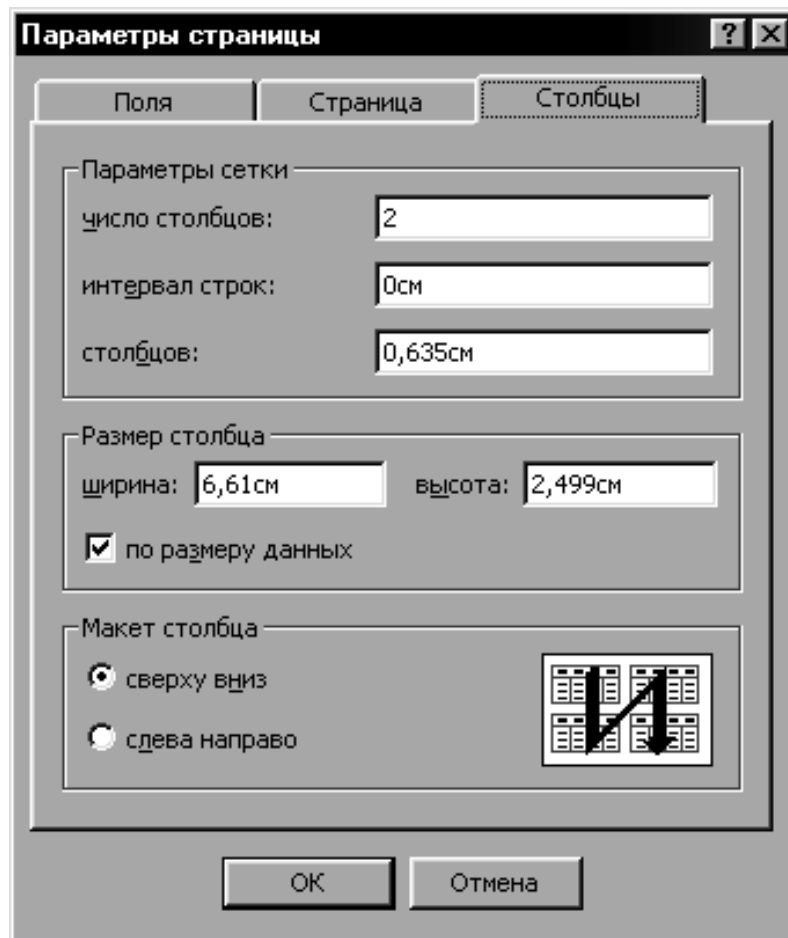 Параметры страницы
Поля Страница Столбцы
Параметры сетки
число столбцов: 2
интервал строк: 0см
столбцов: 0,635см
Размер столбца
ширина: 6,61см высота: 2,499см
по размеру данных
Макет столбца
сверху вниз
слева направо
ОК Отмена